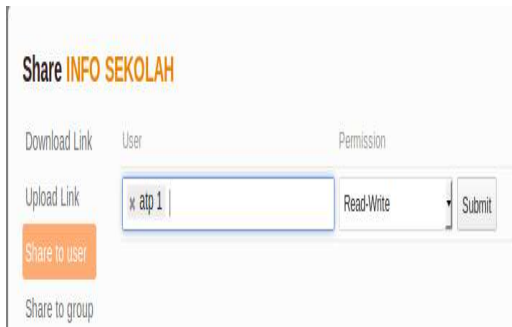 Share INFO SEKOLAH
Download Link
User
Permission
Upload Link
× atp 1
Read-Write
Submit
Share to user
Share to group